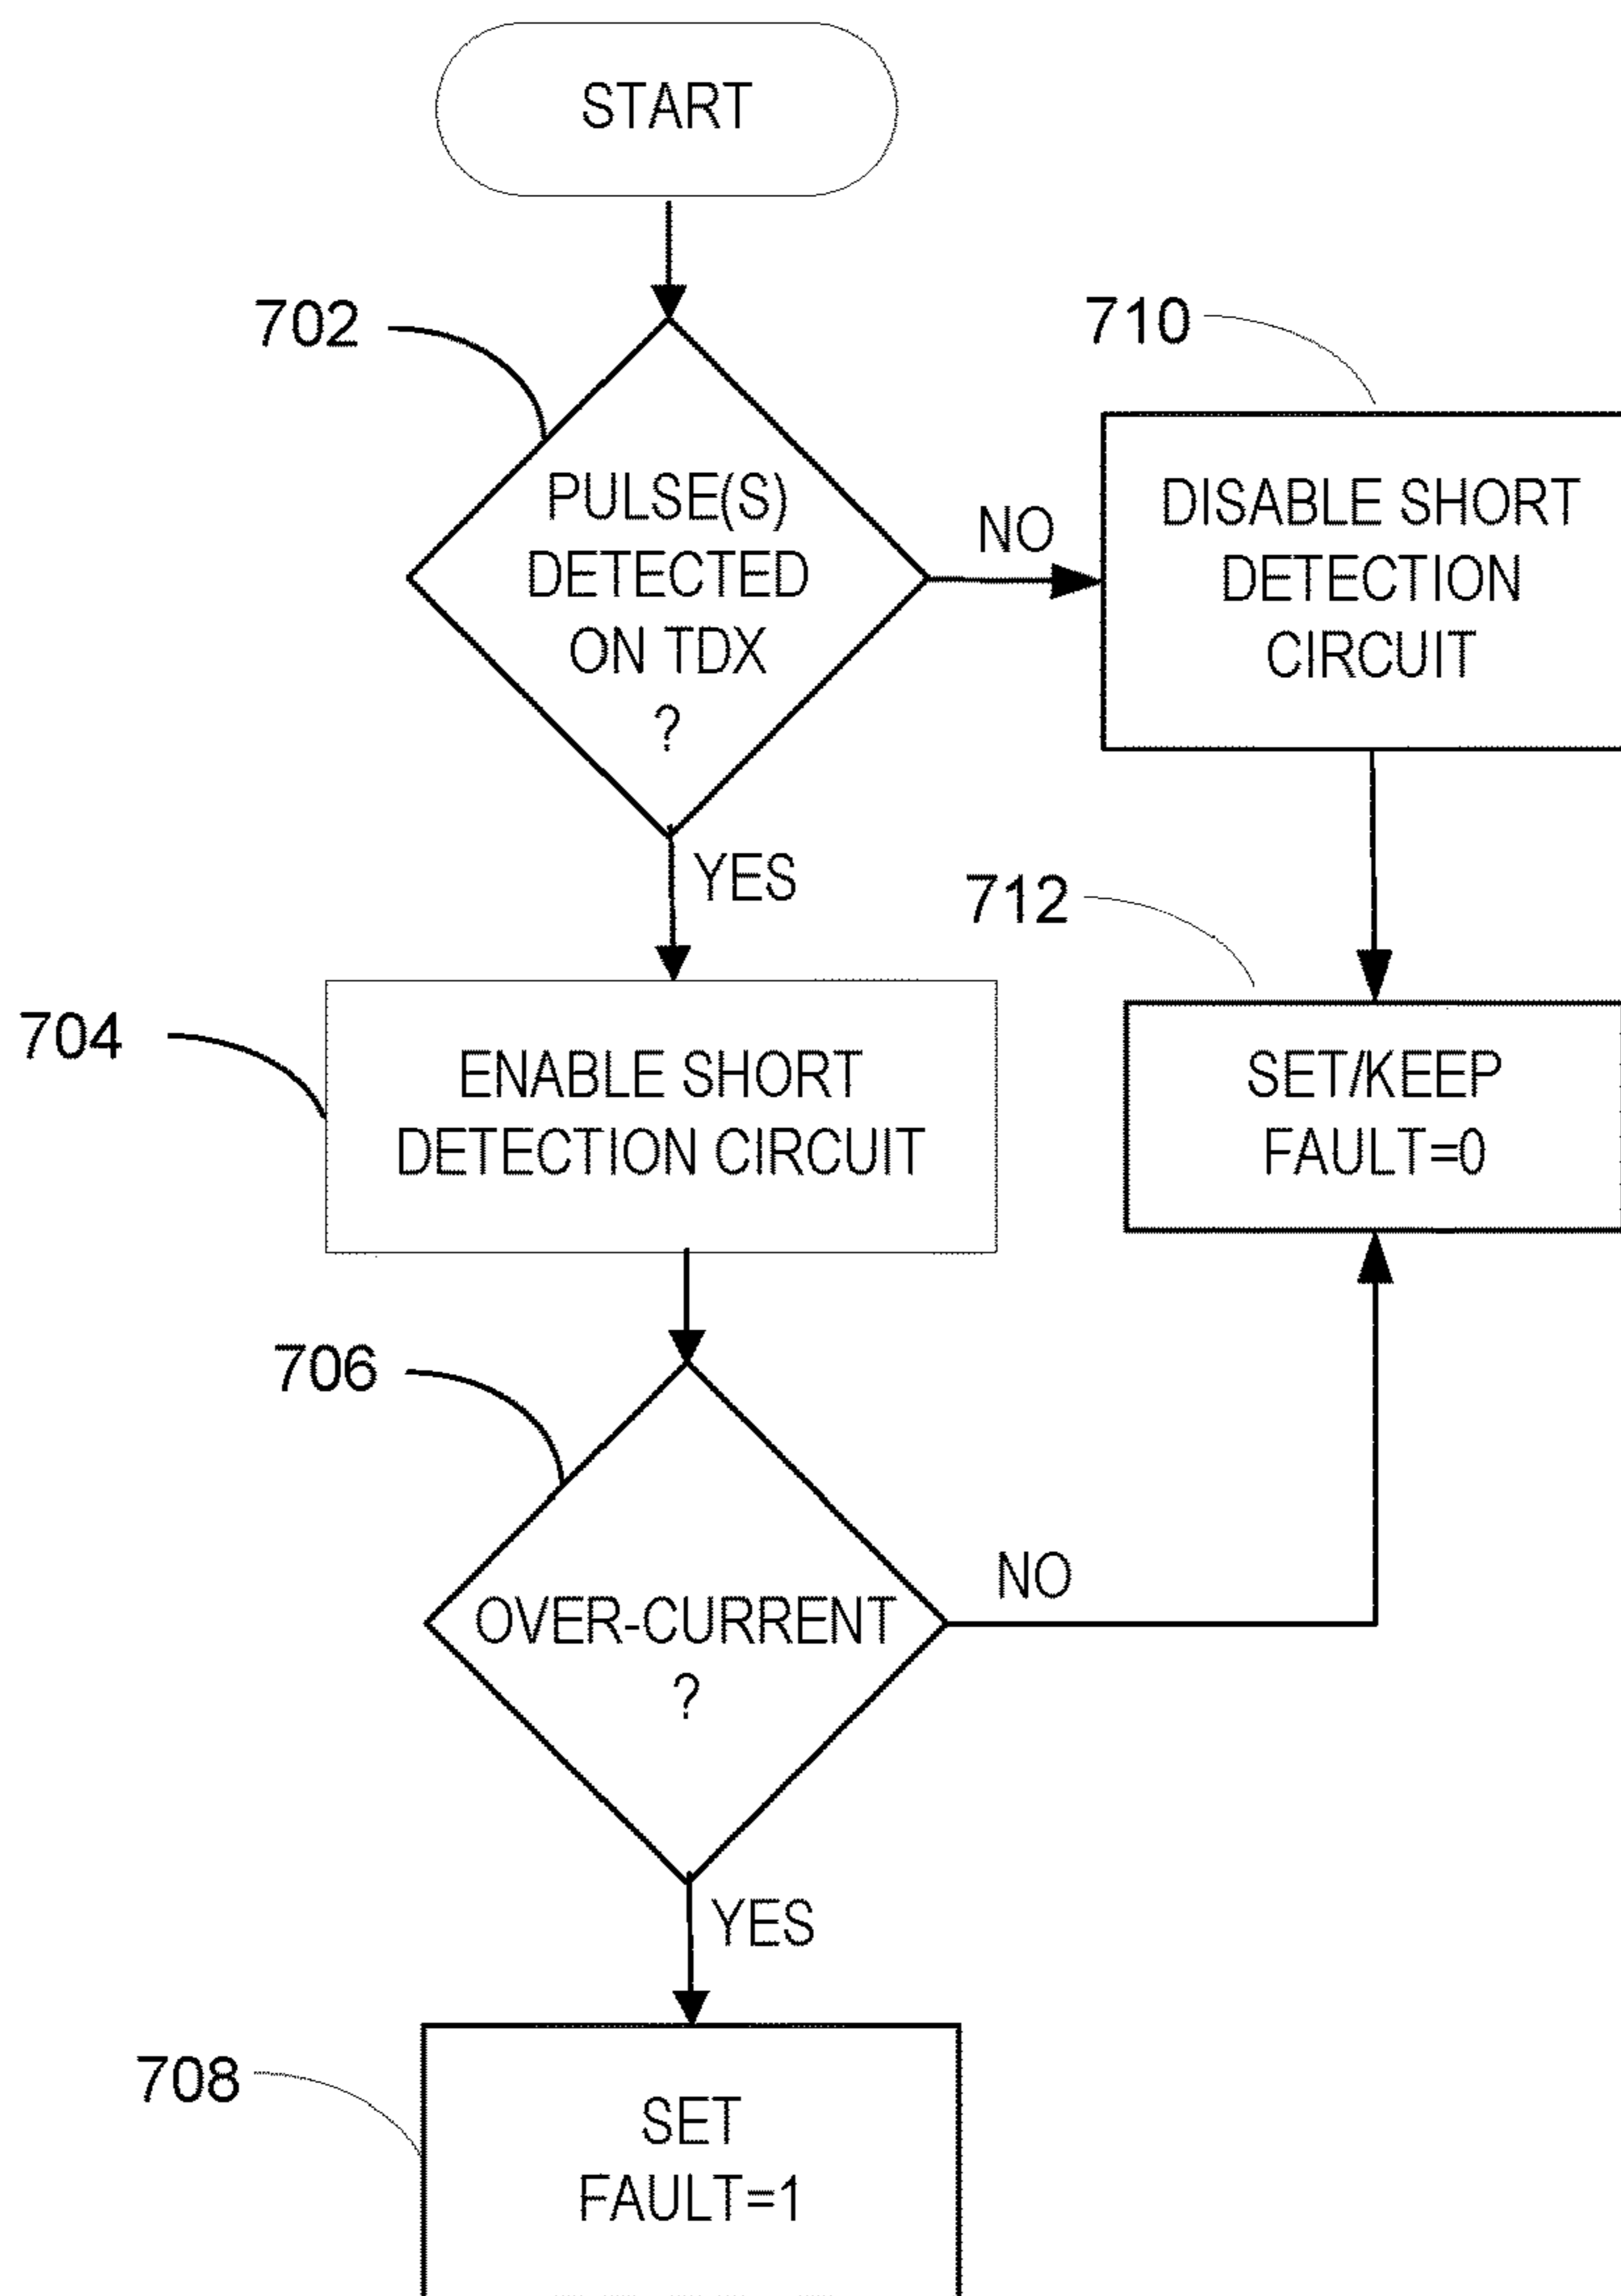 START
702
PULSE(S)
DETECTED
ON TDX
?
NO
710
DISABLE SHORT
DETECTION
CIRCUIT
YES
712
SET/KEEP
FAULT=0
704
ENABLE SHORT
DETECTION CIRCUIT
706
OVER-CURRENT
?
NO
YES
708
SET
FAULT=1